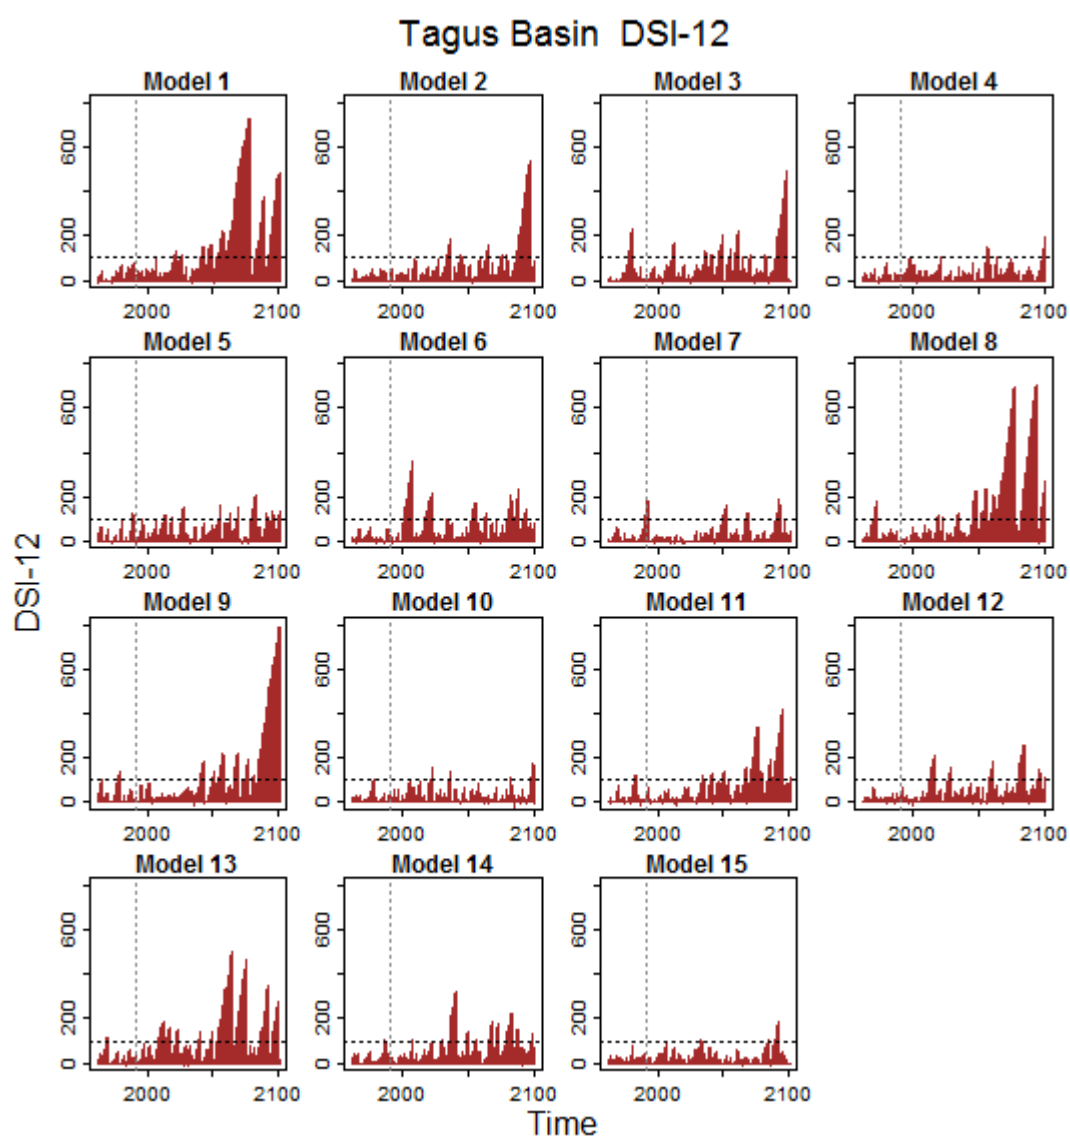 Tagus Basin DSI-12
Model 1 Model 2 Model 3 Model 4
0 200 600 0 200 600 0 200 600 0 200 600
2000 2100 2000 2100 2000 2100 2000 2100
Model 5 Model 6 Model 7 Model 8
0 200 600 0 200 600 0 200 600 0 200 600
2000 2100 2000 2100 2000 2100 2000 2100
DSI-12
Model 9 Model 10 Model 11 Model 12
0 200 600 0 200 600 0 200 600 0 200 600
2000 2100 2000 2100 2000 2100 2000 2100
Model 13 Model 14 Model 15
0 200 600 0 200 600 0 200 600
2000 2100 2000 2100 2000 2100
Time